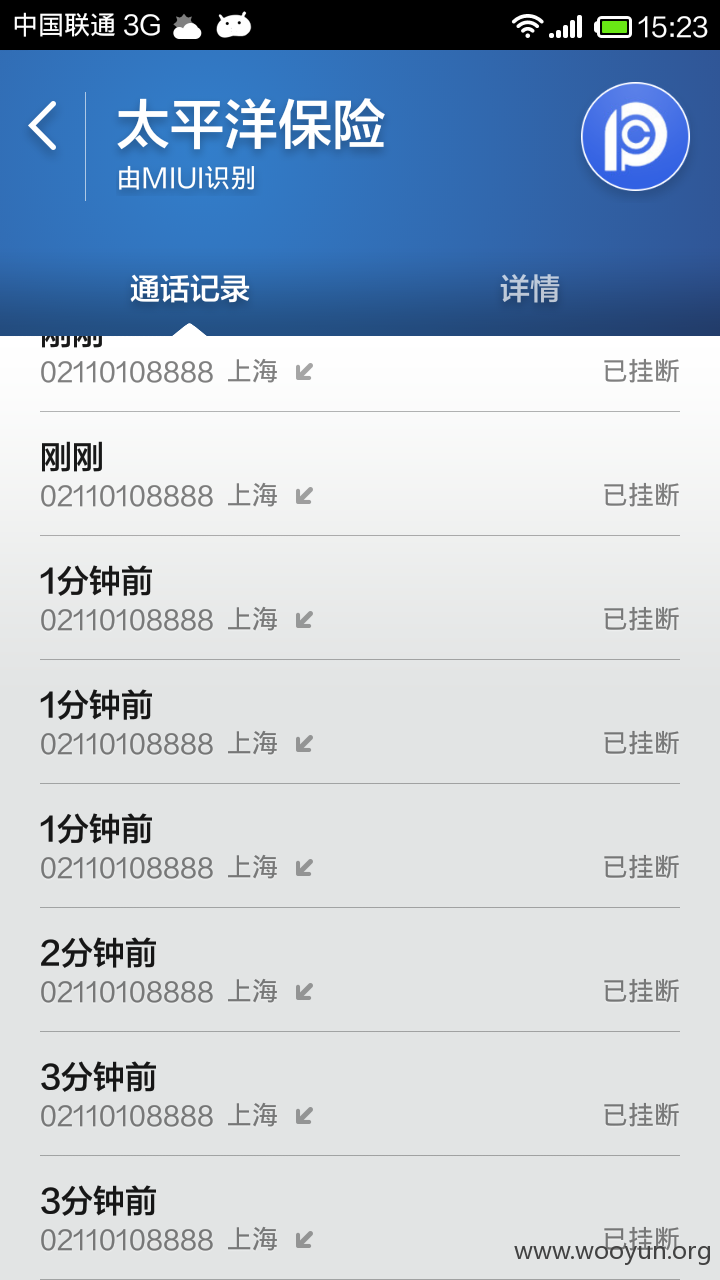 中国联通 3G 15:23
太平洋保险
由MIUI识别
通话记录 详情
刚刚
02110108888 上海 已挂断
刚刚
02110108888 上海 已挂断
1分钟前
02110108888 上海 已挂断
1分钟前
02110108888 上海 已挂断
1分钟前
02110108888 上海 已挂断
2分钟前
02110108888 上海 已挂断
3分钟前
02110108888 上海 已挂断
3分钟前
02110108888 上海 已挂断
www.wooyun.org